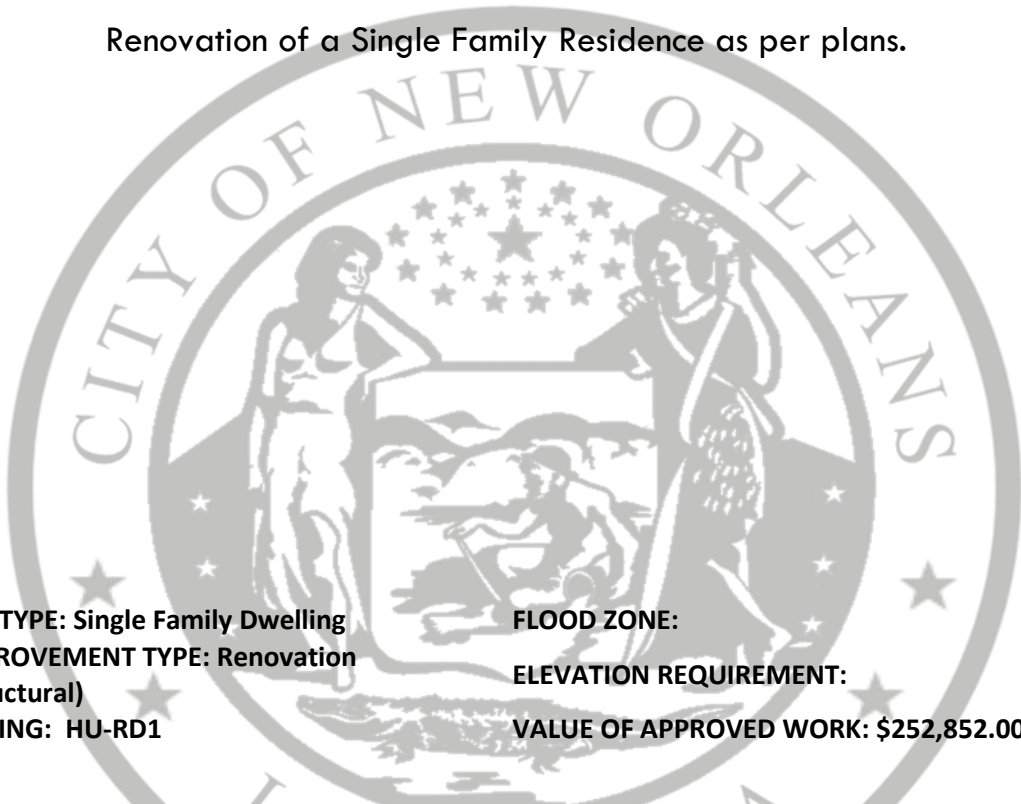 Renovation of a Single Family Residence as per plans.
CITY OF NEW ORLEANS
TYPE: Single Family Dwelling
FLOOD ZONE:
ROVEMENT TYPE: Renovation
ELEVATION REQUIREMENT:
uctural)
ING: HU-RD1
VALUE OF APPROVED WORK: $252,852.00